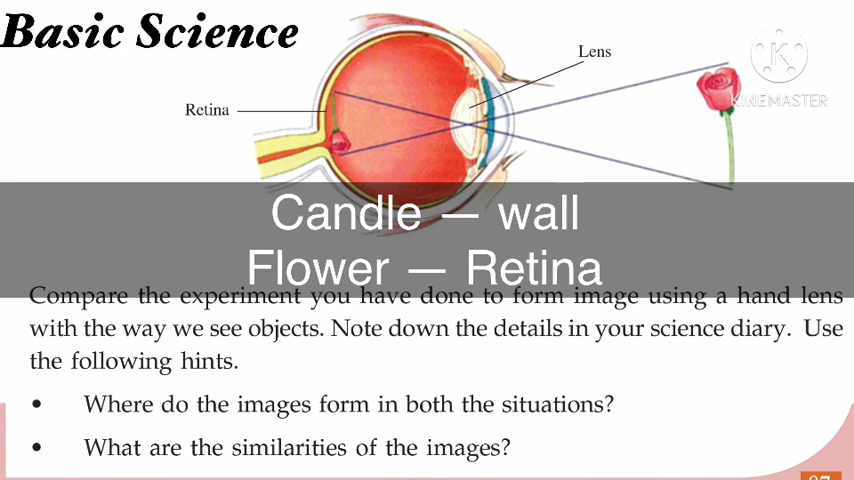 Basic Science
Lens
K
KINEMASTER
Retina
Candle — wall
Flower — Retina
Compare the experiment you have done to form image using a hand lens
with the way we see objects. Note down the details in your science diary. Use
the following hints.
• Where do the images form in both the situations?
• What are the similarities of the images?